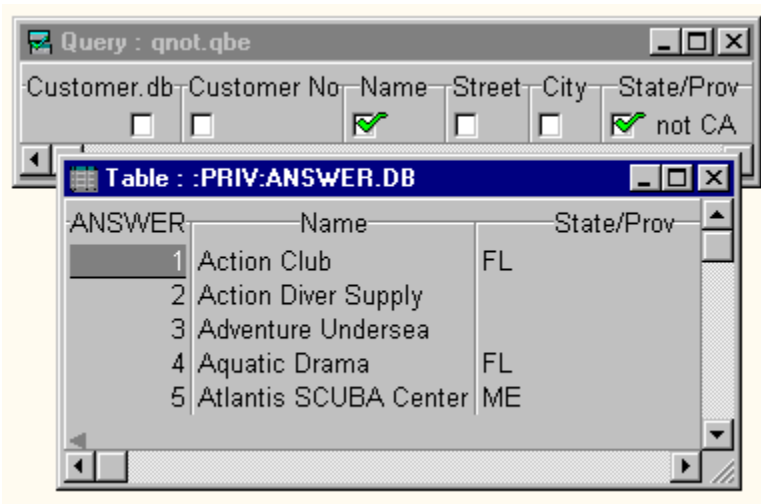 Query : qnot.qbe
Customer.db Customer No Name Street City State/Prov
not CA
Table : :PRIV:ANSWER.DB
ANSWER Name State/Prov
1 Action Club FL
2 Action Diver Supply
3 Adventure Undersea
4 Aquatic Drama FL
5 Atlantis SCUBA Center ME